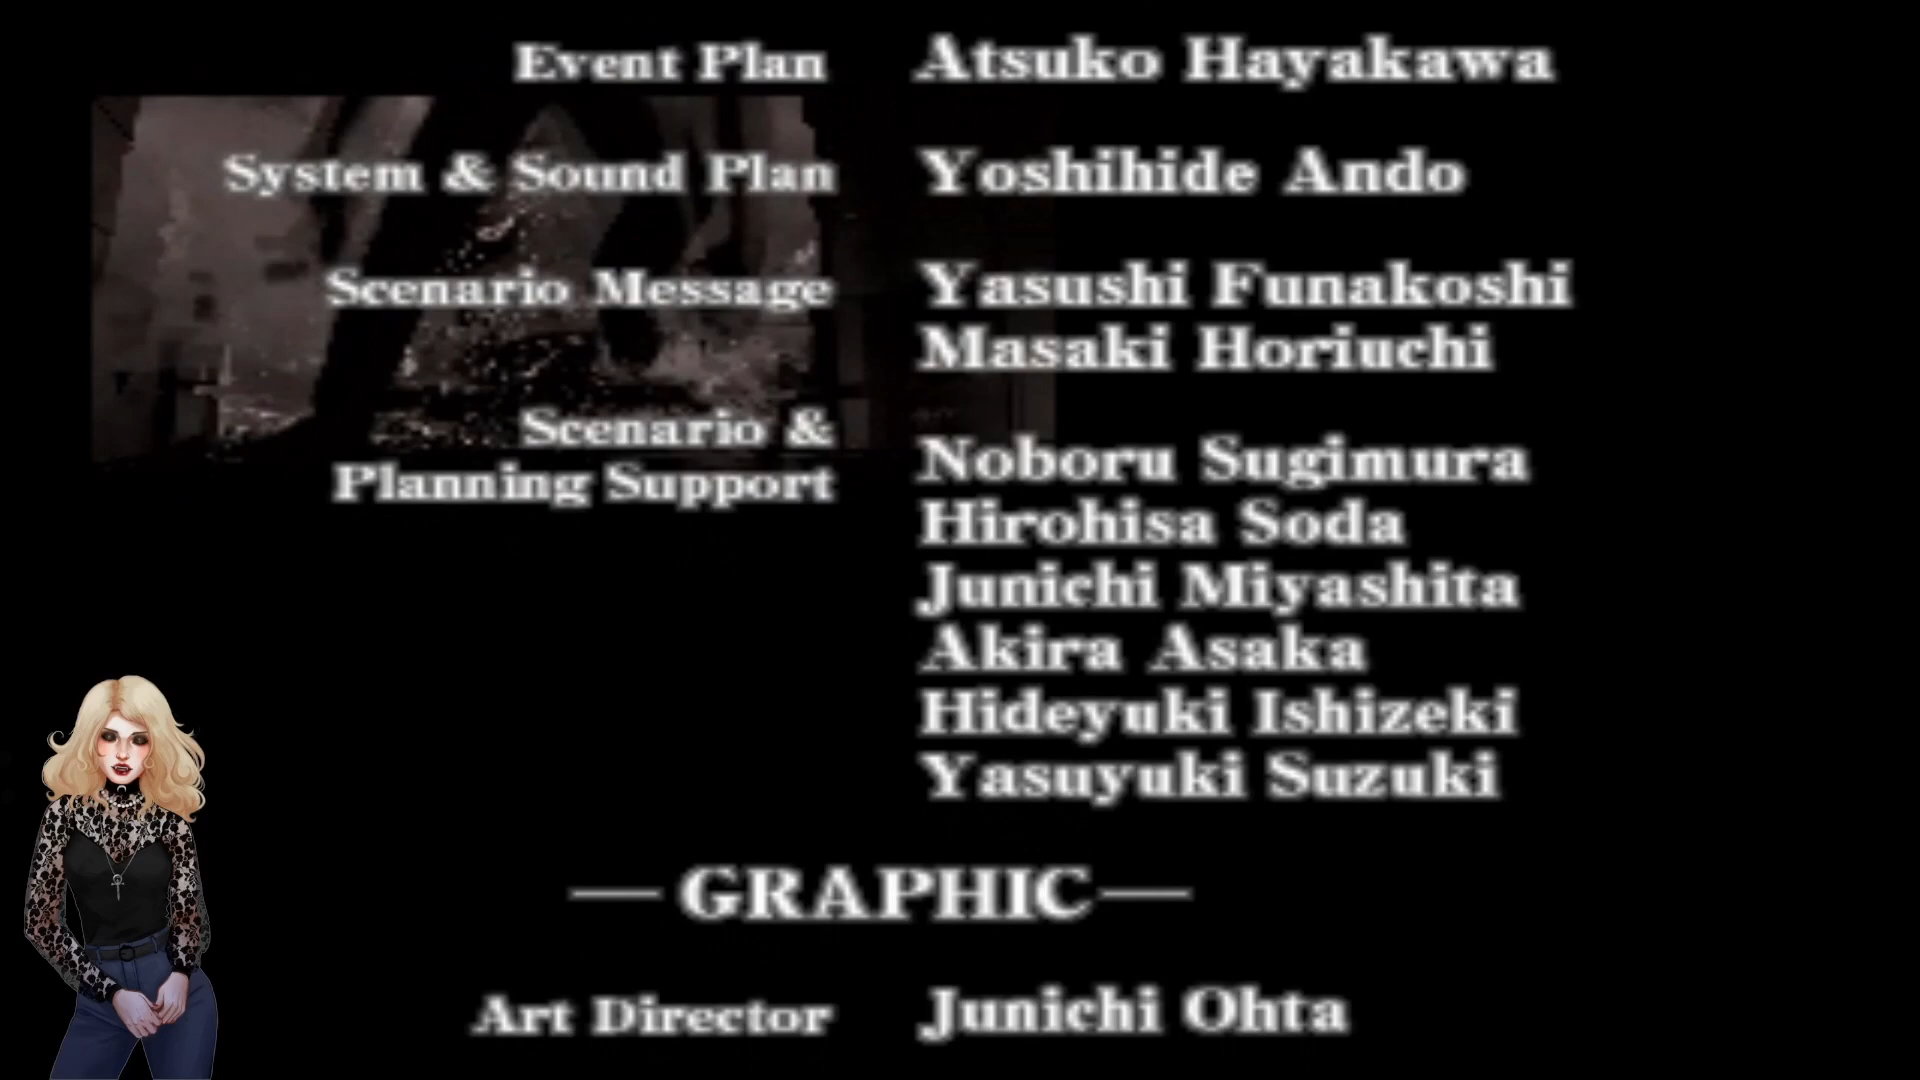 Event Plan Atsuko Hayakawa
System & Sound Plan Yoshihide Ando
Scenario Message Yasushi Funakoshi
Masaki Horiuchi
Scenario &
Planning Support Noboru Sugimura
Hirohisa Soda
Junichi Miyashita
Akira Asaka
Hideyuki Ishizeki
Yasuyuki Suzuki
— GRAPHIC —
Art Director Junichi Ohta